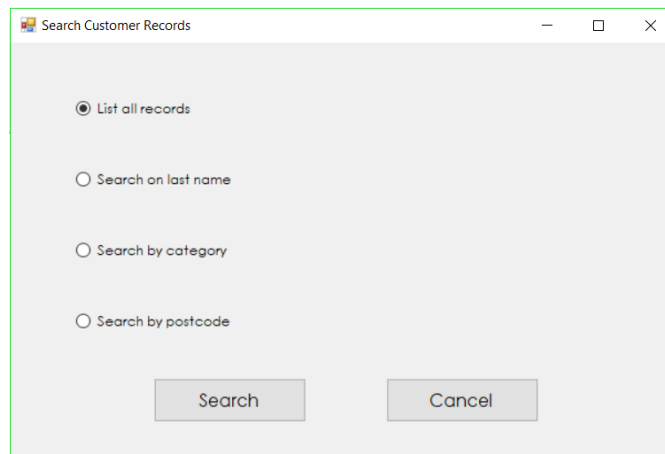 Search Customer Records
List all records
Search on last name
Search by category
Search by postcode
Search Cancel